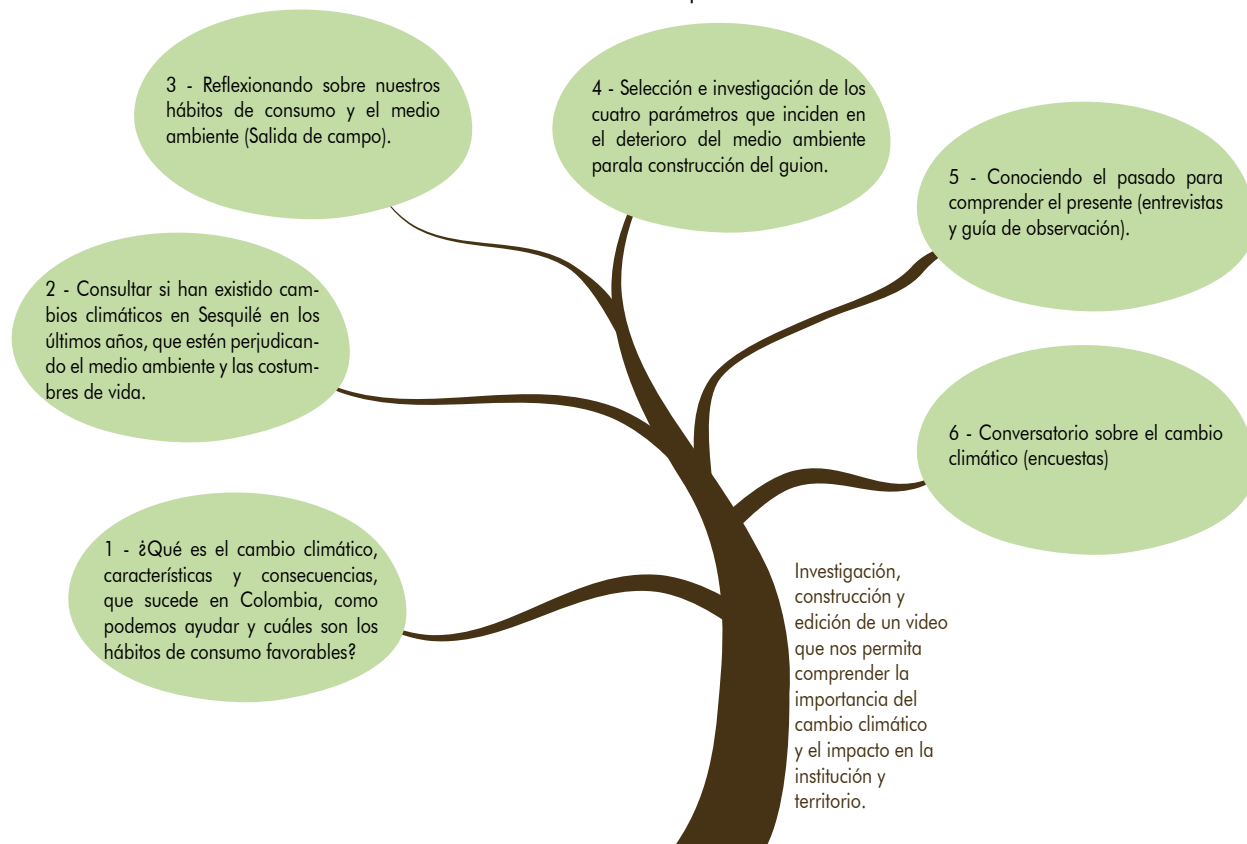 3 - Reflexionando sobre nuestros
hábitos de consumo y el medio
ambiente (Salida de campo).
4 - Selección e investigación de los
cuatro parámetros que inciden en
el deterioro del medio ambiente
parala construcción del guion.
5 - Conociendo el pasado para
comprender el presente (entrevistas
y guía de observación).
2 - Consultar si han existido cam-
bios climáticos en Sesquilé en los
últimos años, que estén perjudican-
do el medio ambiente y las costum-
bres de vida.
6 - Conversatorio sobre el cambio
climático (encuestas)
1 - ¿Qué es el cambio climático,
características y consecuencias,
que sucede en Colombia, como
podemos ayudar y cuáles son los
hábitos de consumo favorables?
Investigación,
construcción y
edición de un video
que nos permita
comprender la
importancia del
cambio climático
y el impacto en la
institución y
territorio.